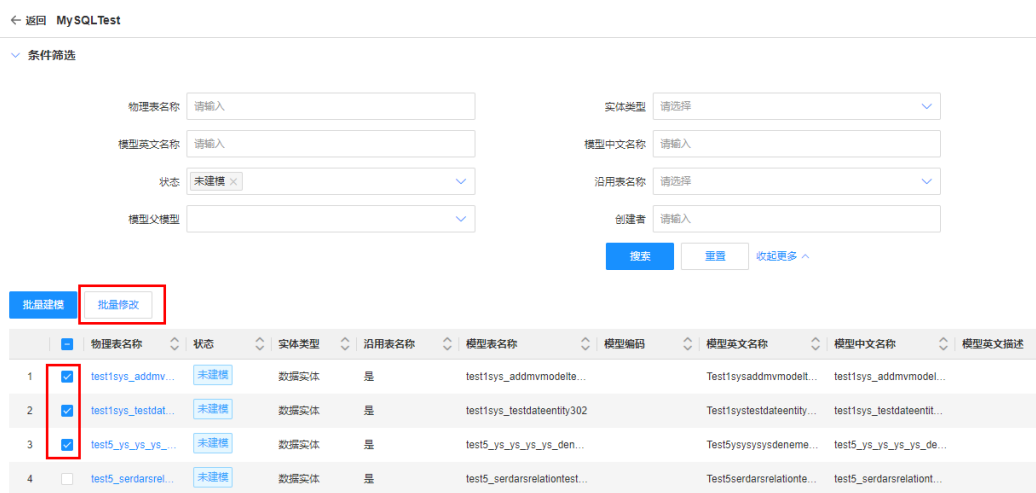 返回 MySQLTest
条件筛选
物理表名称 请输入 实体类型 请选择
模型英文名称 请输入 模型中文名称 请输入
状态 未建模 沿用表名称 请选择
模型父模型 创建者 请输入
搜索 重置 收起更多
批量建模 批量修改
物理表名称 状态 实体类型 沿用表名称 模型表名称 模型编码 模型英文名称 模型中文名称 模型英文描述
1 test1sys_addmv... 未建模 数据实体 是 test1sys_addmvmodelte... Test1sysaddmvmodelt... test1sys_addmvmodel...
2 test1sys_testdat... 未建模 数据实体 是 test1sys_testdateentity302 Test1systestdateentity... test1sys_testdateentit...
3 test5_ys_ys_ys_... 未建模 数据实体 是 test5_ys_ys_ys_ys_den... Test5ysysysysdeneme... test5_ys_ys_ys_ys_de...
4 test5_serdarsrel... 未建模 数据实体 是 test5_serdarsrelationtest... Test5serdarsrelationte... test5_serdarsrelationt...